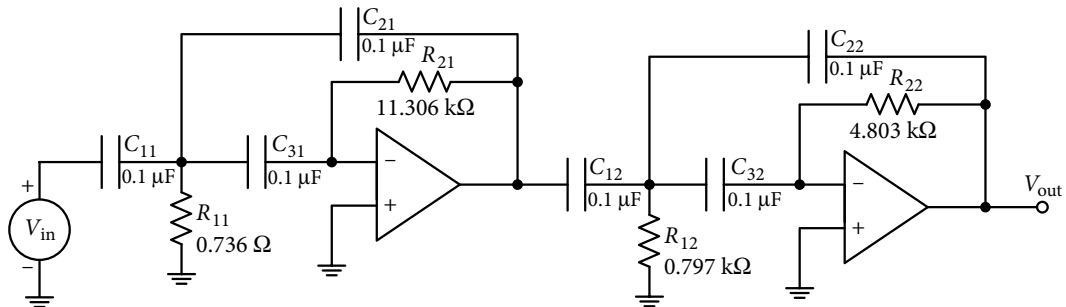 C21
0.1 μF
R21
11.306 kΩ
C11
0.1 μF
C31
0.1 μF
−
+
R11
0.736 Ω
+
Vin
−
C12
0.1 μF
C22
0.1 μF
R22
4.803 kΩ
C32
0.1 μF
−
+
R12
0.797 kΩ
Vout